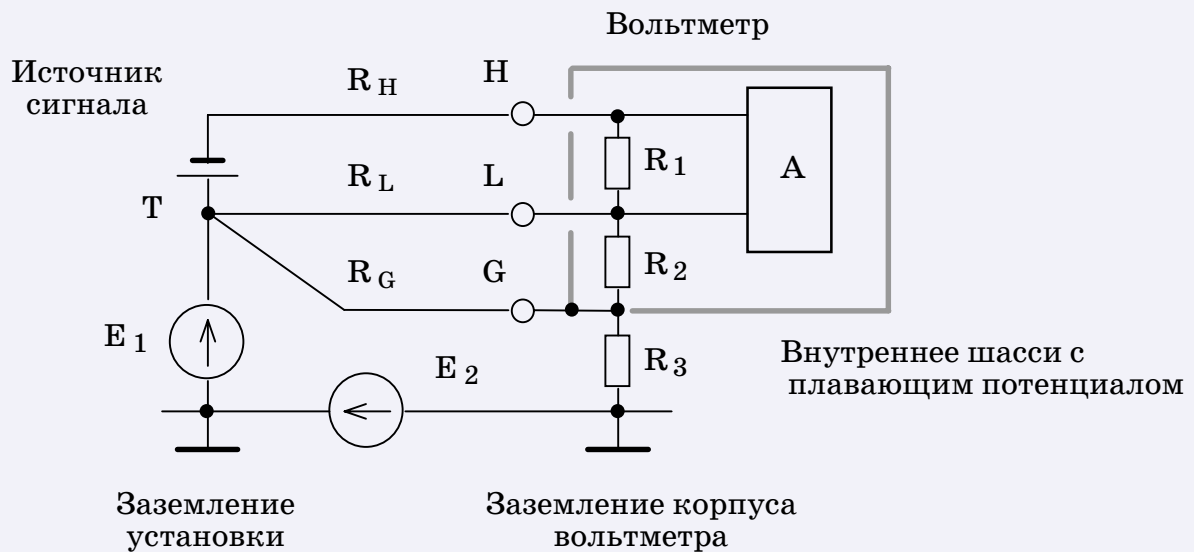 Вольтметр
Источник
сигнала
R H
H
R 1
A
T
R L
L
R G
G
R 2
E 1
E 2
R 3
Внутреннее шасси с
плавающим потенциалом
Заземление
установки
Заземление корпуса
вольтметра